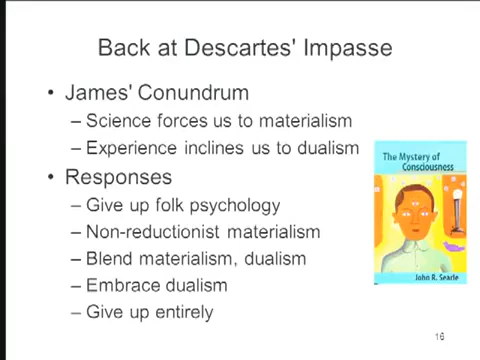 Back at Descartes' Impasse
• James' Conundrum
– Science forces us to materialism
– Experience inclines us to dualism
• Responses
– Give up folk psychology
– Non-reductionist materialism
– Blend materialism, dualism
– Embrace dualism
– Give up entirely
The Mystery of
Consciousness
John R. Searle
16